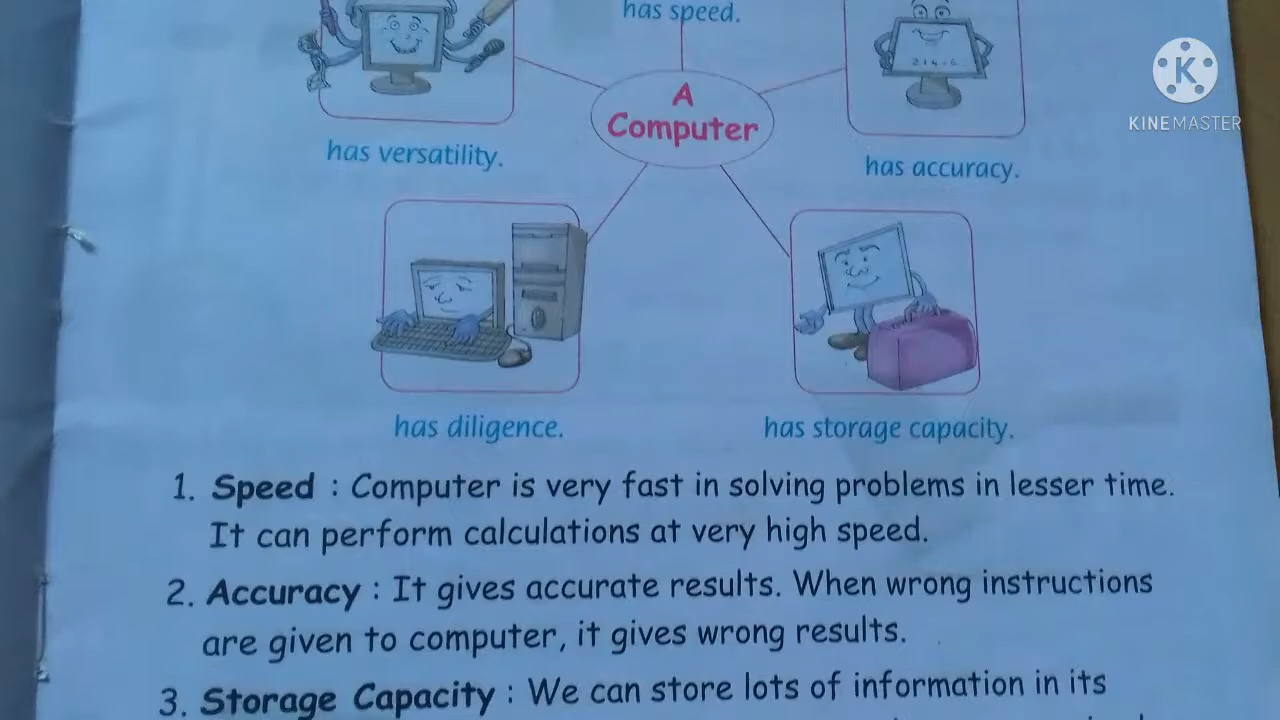 has speed.
A
Computer
has versatility.
has accuracy.
has diligence.
has storage capacity.
1. Speed : Computer is very fast in solving problems in lesser time.
It can perform calculations at very high speed.
2. Accuracy : It gives accurate results. When wrong instructions
are given to computer, it gives wrong results.
3. Storage Capacity : We can store lots of information in its
K
KINEMASTER